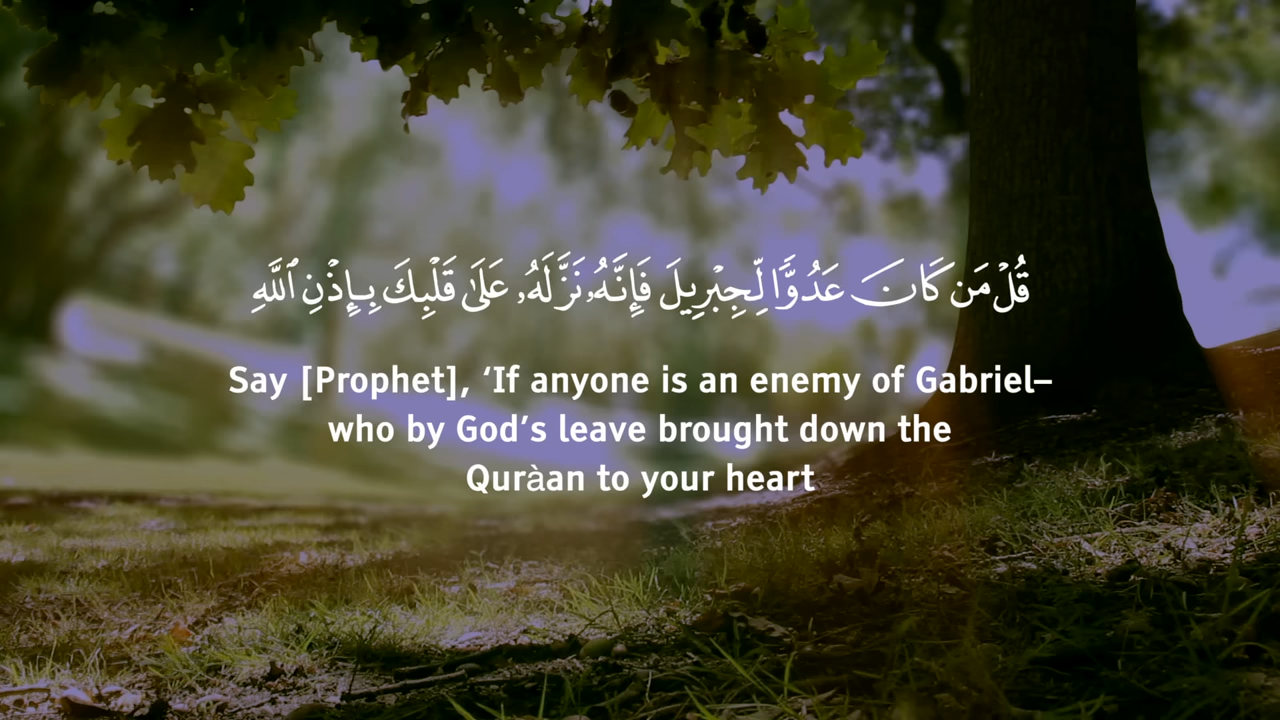 قُلْ مَن كَانَ عَدُوًّا لِّجِبْرِيلَ فَإِنَّهُۥ نَزَّلَهُۥ عَلَىٰ قَلْبِكَ بِإِذْنِ ٱللَّهِ
Say [Prophet], ‘If anyone is an enemy of Gabriel–
who by God’s leave brought down the
Quràan to your heart